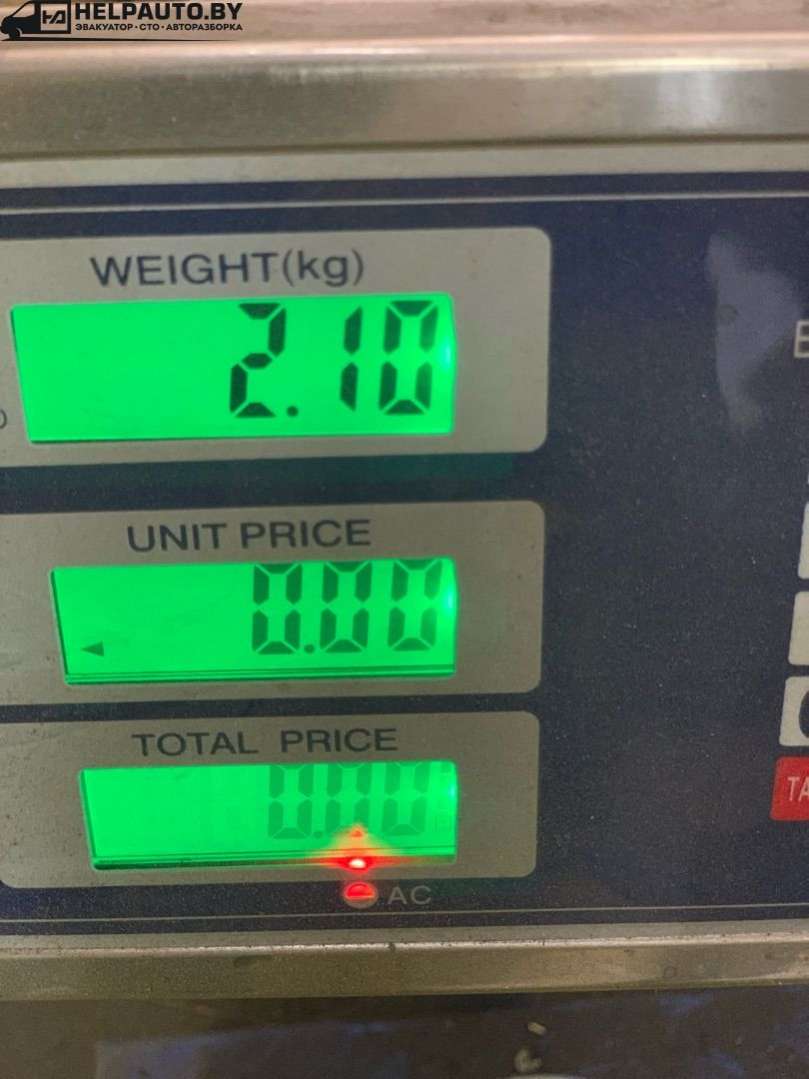 HELPAUTO.BY
ЭВАКУАТОР • СТО • АВТОРАЗБОРКА
WEIGHT(kg)
2.10
UNIT PRICE
0.00
TOTAL PRICE
0.00
AC